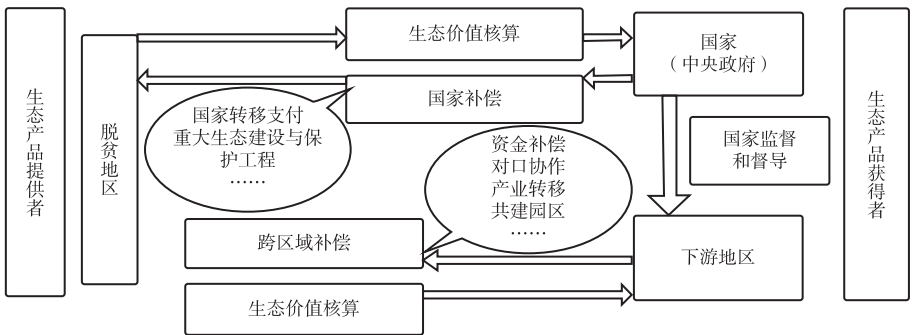 生态产品提供者
脱贫地区
生态价值核算
国家
（中央政府）
国家补偿
国家转移支付
重大生态建设与保
护工程
……
资金补偿
对口协作
产业转移
共建园区
……
国家监督
和督导
跨区域补偿
下游地区
生态价值核算
生态产品获得者